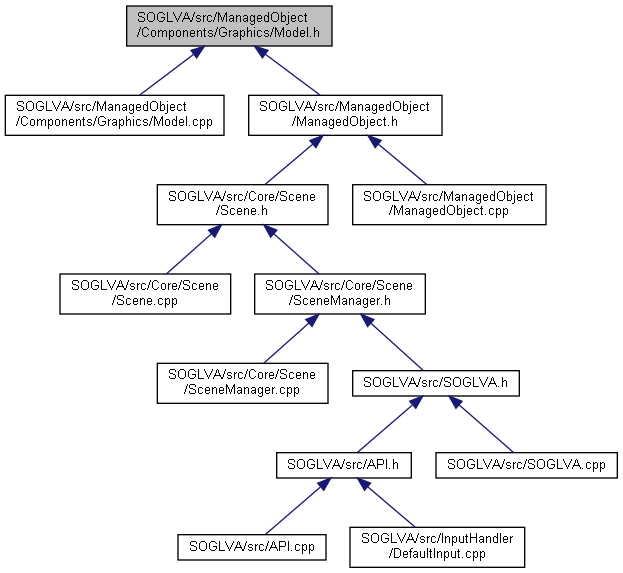 SOGLVA/src/ManagedObject
/Components/Graphics/Model.h
SOGLVA/src/ManagedObject
/Components/Graphics/Model.cpp
SOGLVA/src/ManagedObject
/ManagedObject.h
SOGLVA/src/Core/Scene
/Scene.h
SOGLVA/src/ManagedObject
/ManagedObject.cpp
SOGLVA/src/Core/Scene
/Scene.cpp
SOGLVA/src/Core/Scene
/SceneManager.h
SOGLVA/src/Core/Scene
/SceneManager.cpp
SOGLVA/src/SOGLVA.h
SOGLVA/src/API.h
SOGLVA/src/SOGLVA.cpp
SOGLVA/src/API.cpp
SOGLVA/src/InputHandler
/DefaultInput.cpp